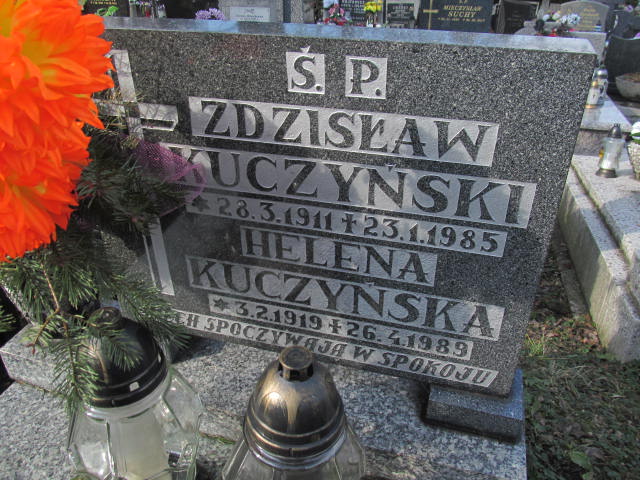 Ś. P.
ZDZISŁAW
KUCZYŃSKI
* 28.3.1911 + 23.1.1985
HELENA
KUCZYŃSKA
* 3.2.1919 + 26.4.1989
SPOCZYWAJĄ W SPOKOJU
MIECZYSŁAW
SUCHY